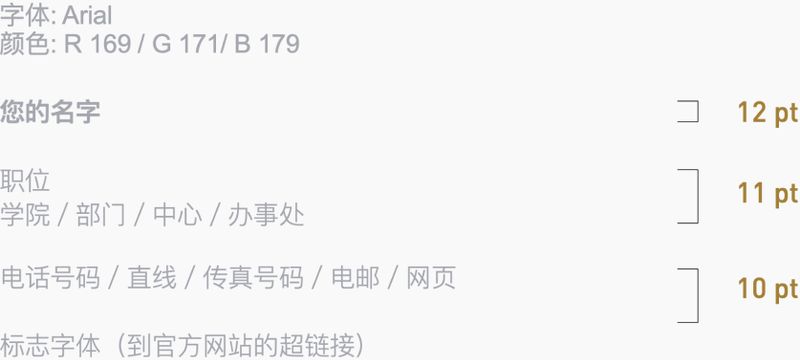 字体: Arial
颜色: R 169 / G 171/ B 179
您的名字
12 pt
职位
11 pt
学院 / 部门 / 中心 / 办事处
电话号码 / 直线 / 传真号码 / 电邮 / 网页
10 pt
标志字体（到官方网站的超链接）